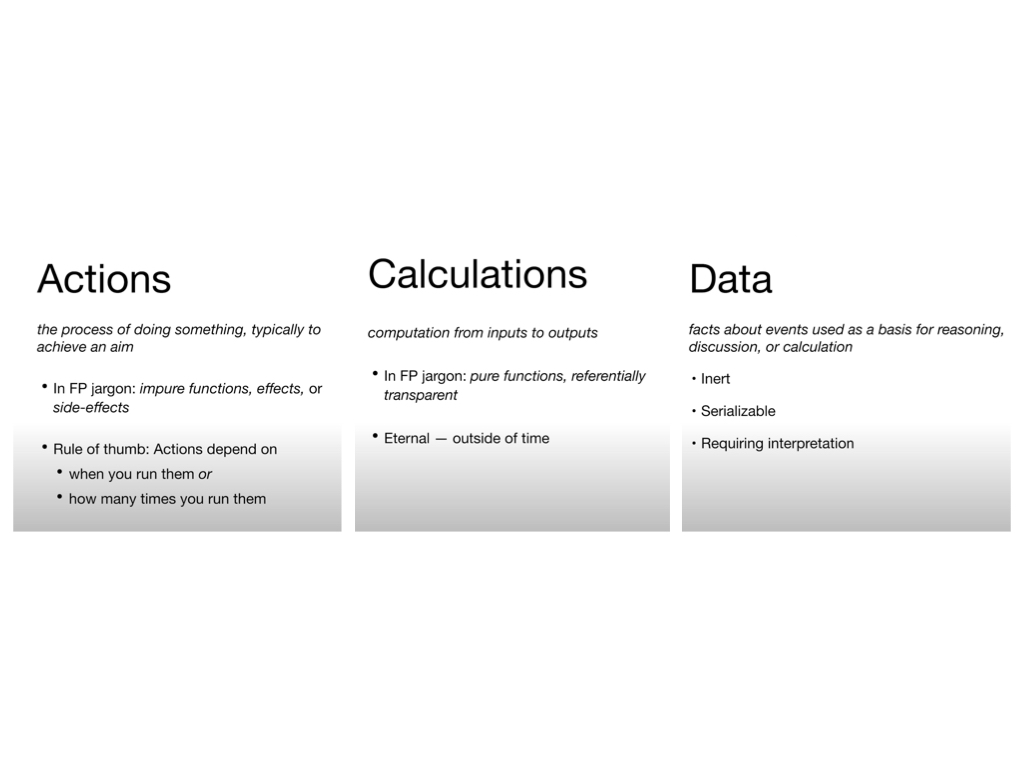 Actions
the process of doing something, typically to
achieve an aim
• In FP jargon: impure functions, effects, or
side-effects
• Rule of thumb: Actions depend on
• when you run them or
• how many times you run them
Calculations
computation from inputs to outputs
• In FP jargon: pure functions, referentially
transparent
• Eternal — outside of time
Data
facts about events used as a basis for reasoning,
discussion, or calculation
• Inert
• Serializable
• Requiring interpretation